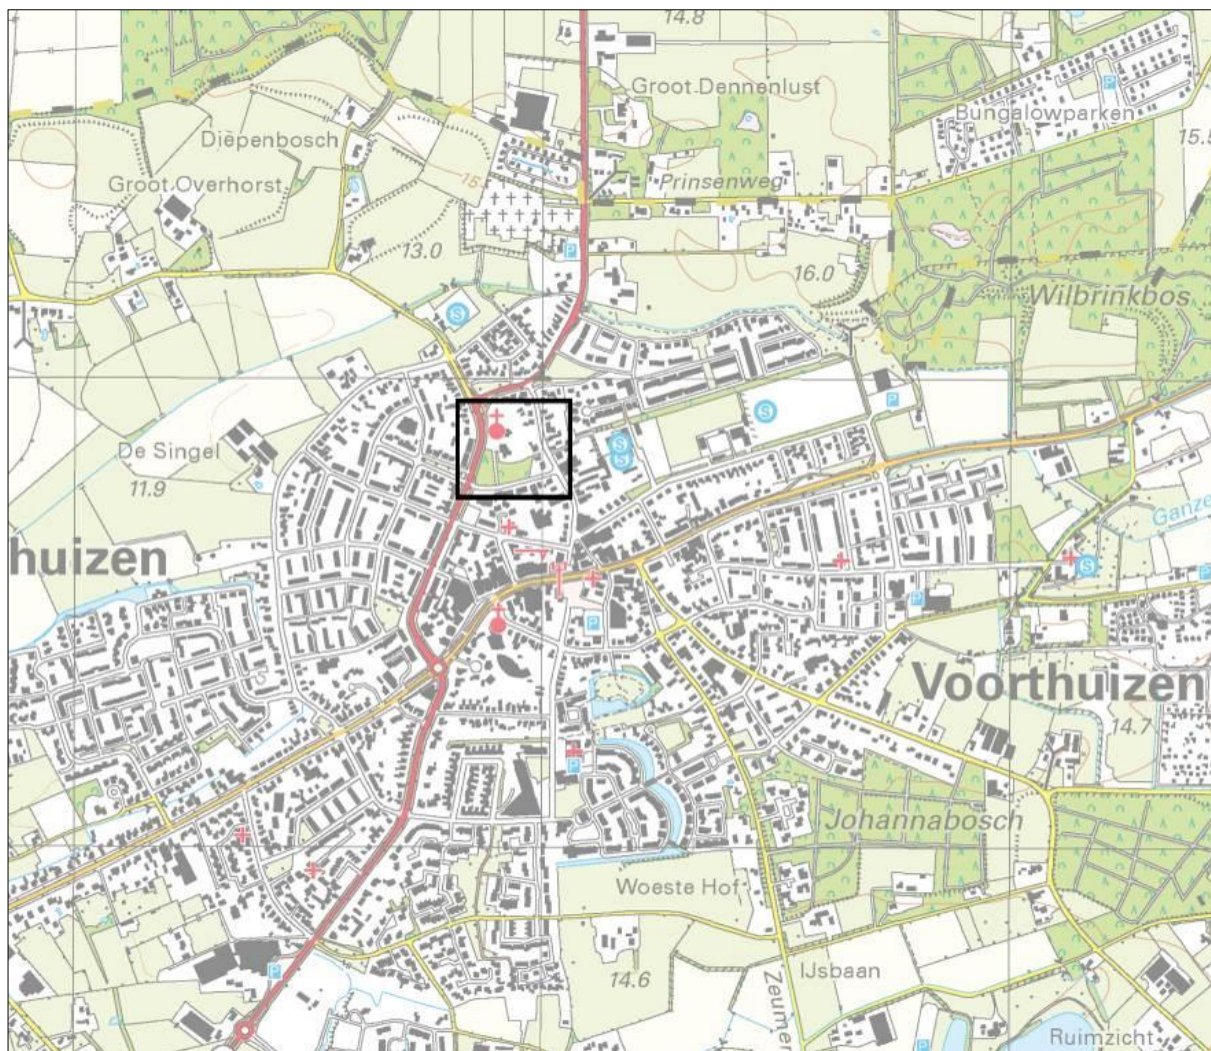 14.8
Groot Dennenlust
Bungalowparken
P
Diepenbosch
15.5
Groot Overhorst
15.
Prinsenweg
13.0
P
16.0
Wilbrinkbos
S
S
P
De Singel
S
S
11.9
Ganze
huizen
S
P
P
P
Voorthuizen
14.7
P
Johannabosch
Woeste Hof
P
14.6
IJsbaan
Zeumer
Ruimzicht